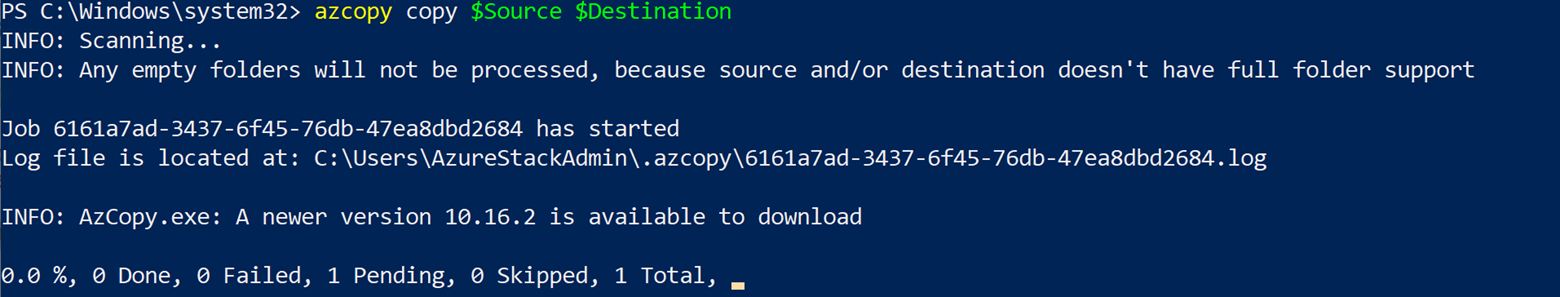 PS C:\Windows\system32> azcopy copy $Source $Destination
INFO: Scanning...
INFO: Any empty folders will not be processed, because source and/or destination doesn't have full folder support
Job 6161a7ad-3437-6f45-76db-47ea8dbd2684 has started
Log file is located at: C:\Users\AzureStackAdmin\.azcopy\6161a7ad-3437-6f45-76db-47ea8dbd2684.log
INFO: AzCopy.exe: A newer version 10.16.2 is available to download
0.0 %, 0 Done, 0 Failed, 1 Pending, 0 Skipped, 1 Total,